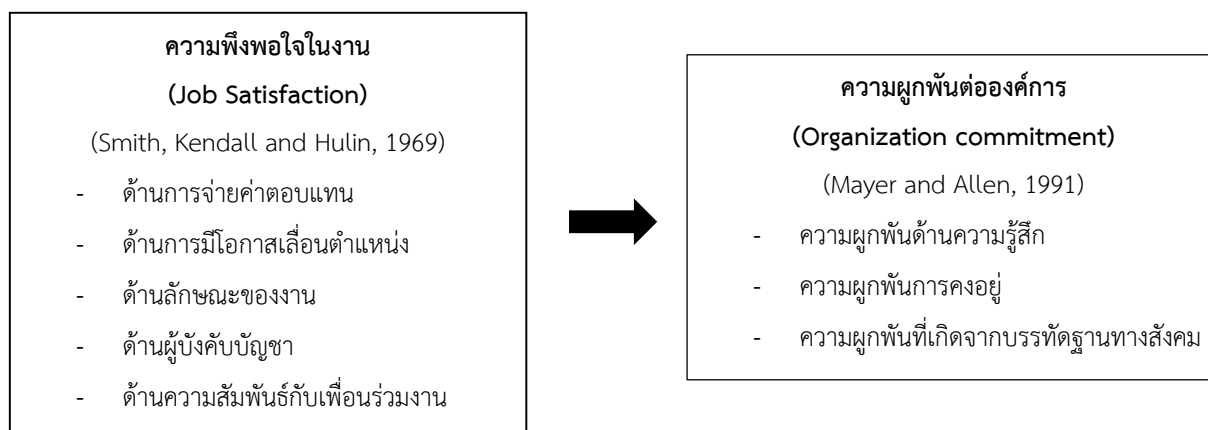 ความพึงพอใจในงาน
(Job Satisfaction)
(Smith, Kendall and Hulin, 1969)
- ด้านการจ่ายค่าตอบแทน
- ด้านการมีโอกาสเลื่อนตำแหน่ง
- ด้านลักษณะของงาน
- ด้านผู้บังคับบัญชา
- ด้านความสัมพันธ์กับเพื่อนร่วมงาน
ความผูกพันต่อองค์การ
(Organization commitment)
(Mayer and Allen, 1991)
- ความผูกพันด้านความรู้สึก
- ความผูกพันการคงอยู่
- ความผูกพันที่เกิดจากบรรทัดฐานทางสังคม